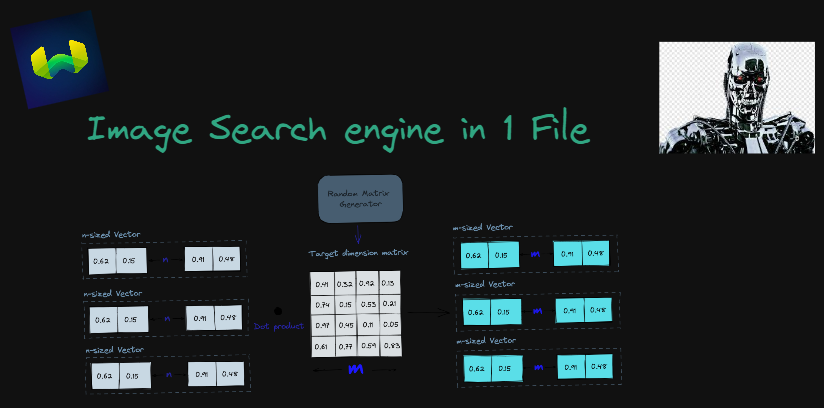 Image Search engine in 1 File
Random Matrix
Generator
Target dimension matrix
n-sized Vector
0.62 0.15 n 0.91 0.48
n-sized Vector
0.62 0.15 n 0.91 0.48
n-sized Vector
0.62 0.15 n 0.91 0.48
Dot product
0.41 0.32 0.92 0.13
0.74 0.15 0.53 0.21
0.97 0.45 0.11 0.05
0.61 0.77 0.59 0.83
m
m-sized Vector
0.62 0.15 m 0.91 0.48
m-sized Vector
0.62 0.15 m 0.91 0.48
m-sized Vector
0.62 0.15 m 0.91 0.48